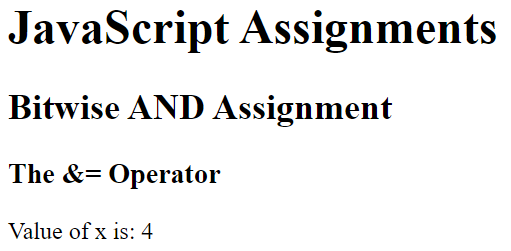 JavaScript Assignments
Bitwise AND Assignment
The &= Operator
Value of x is: 4